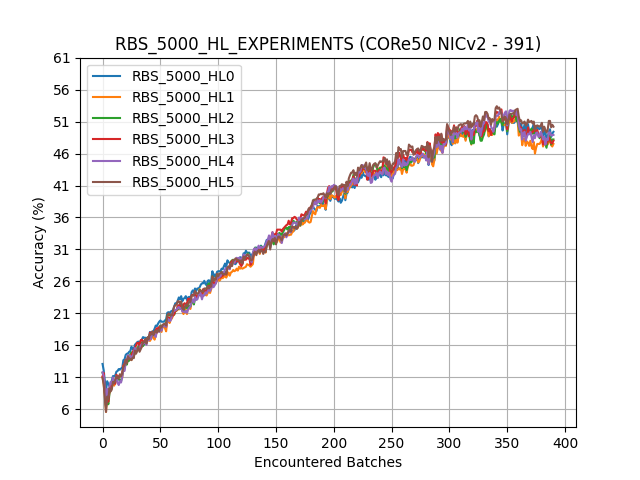 RBS_5000_HL_EXPERIMENTS (CORe50 NICv2 - 391)
RBS_5000_HL0
RBS_5000_HL1
RBS_5000_HL2
RBS_5000_HL3
RBS_5000_HL4
RBS_5000_HL5
61
56
51
46
41
36
31
26
21
16
11
6
Accuracy (%)
0 50 100 150 200 250 300 350 400
Encountered Batches